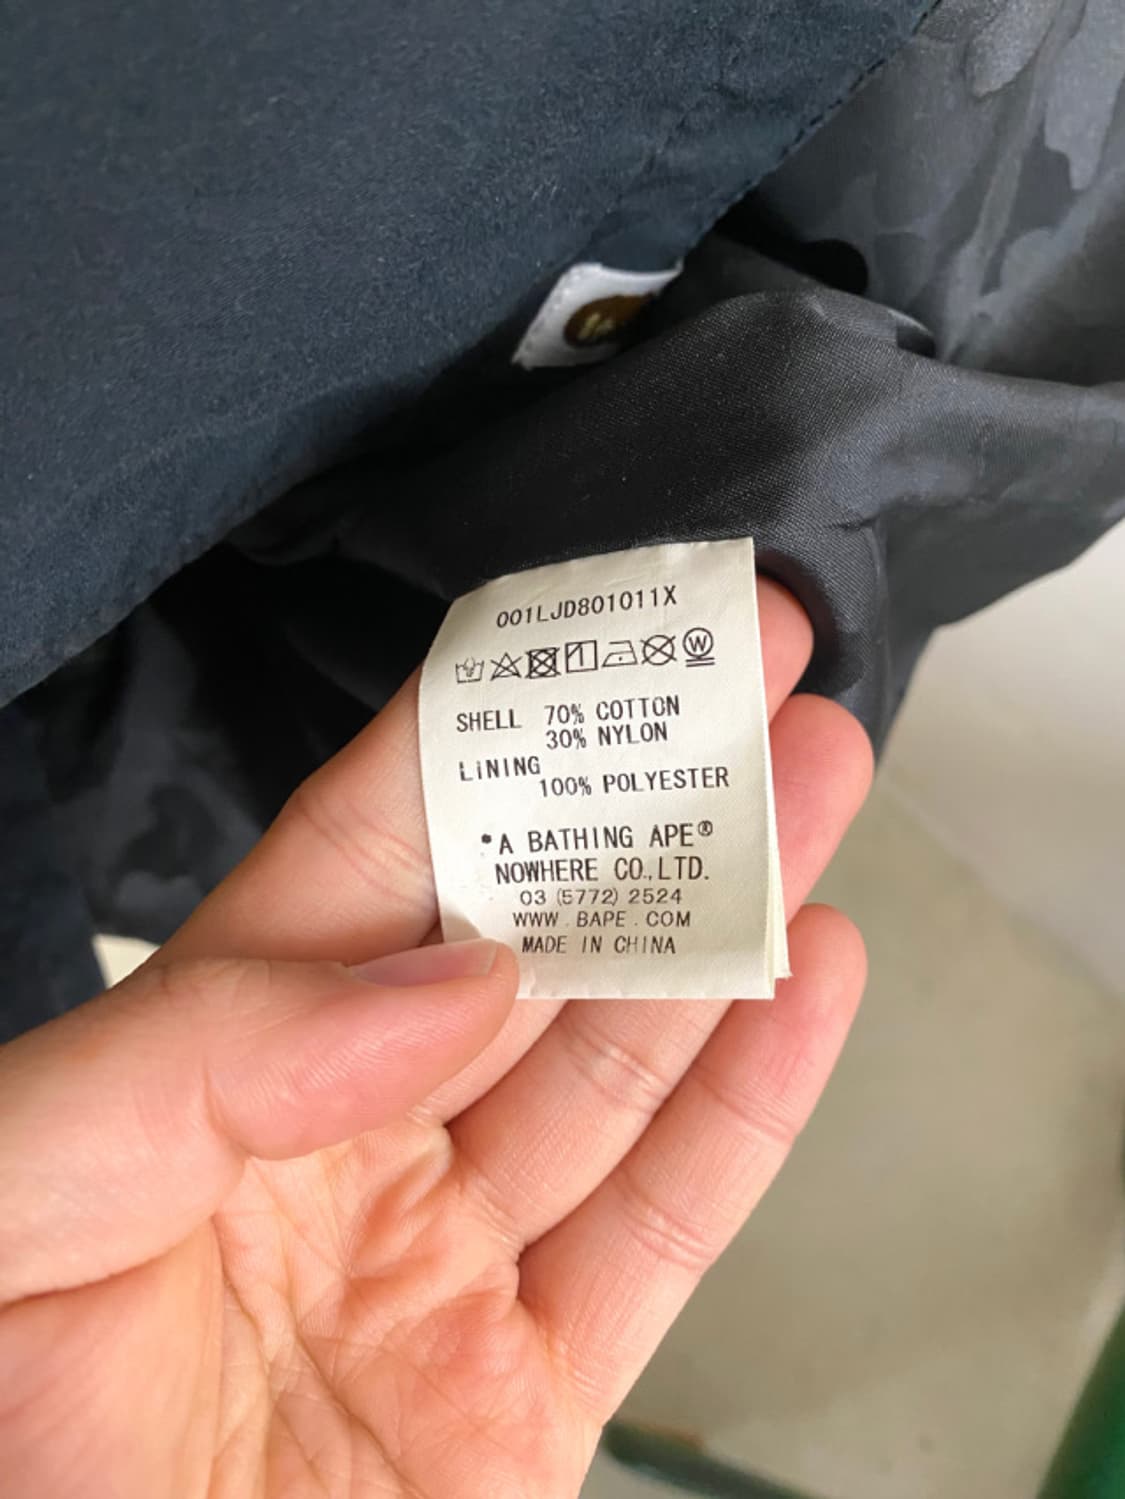 001LJD801011X
SHELL 70% COTTON
30% NYLON
LINING
100% POLYESTER
*A BATHING APE®
NOWHERE CO.,LTD.
03 (5772) 2524
WWW . BAPE . COM
MADE IN CHINA